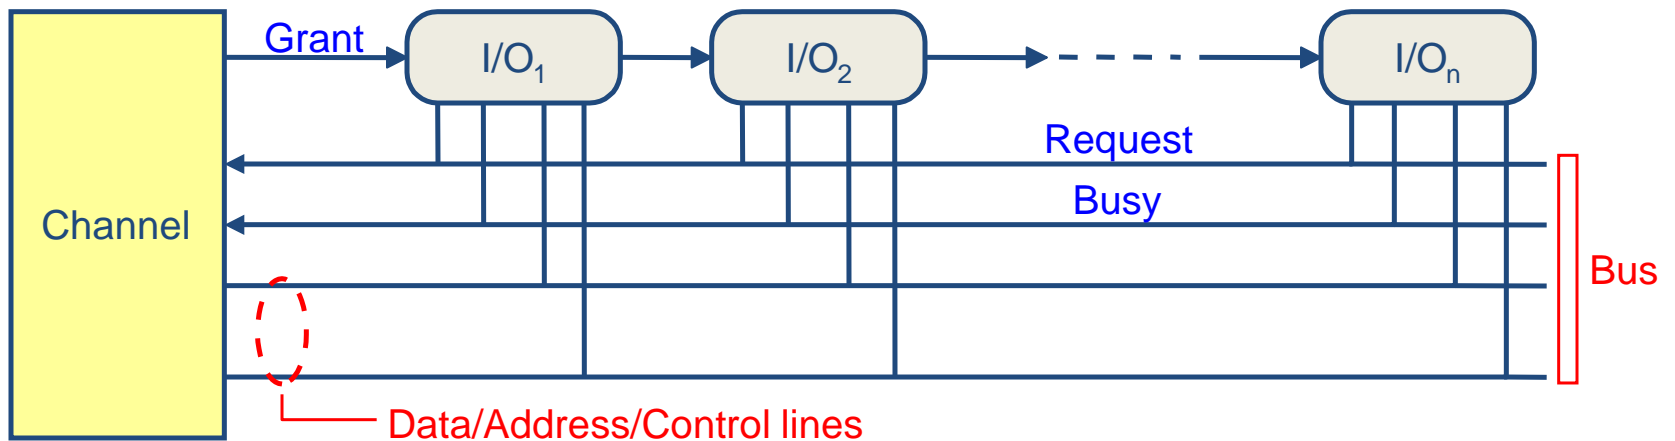 Grant
I/O1
I/O2
I/On
Request
Busy
Channel
Bus
Data/Address/Control lines